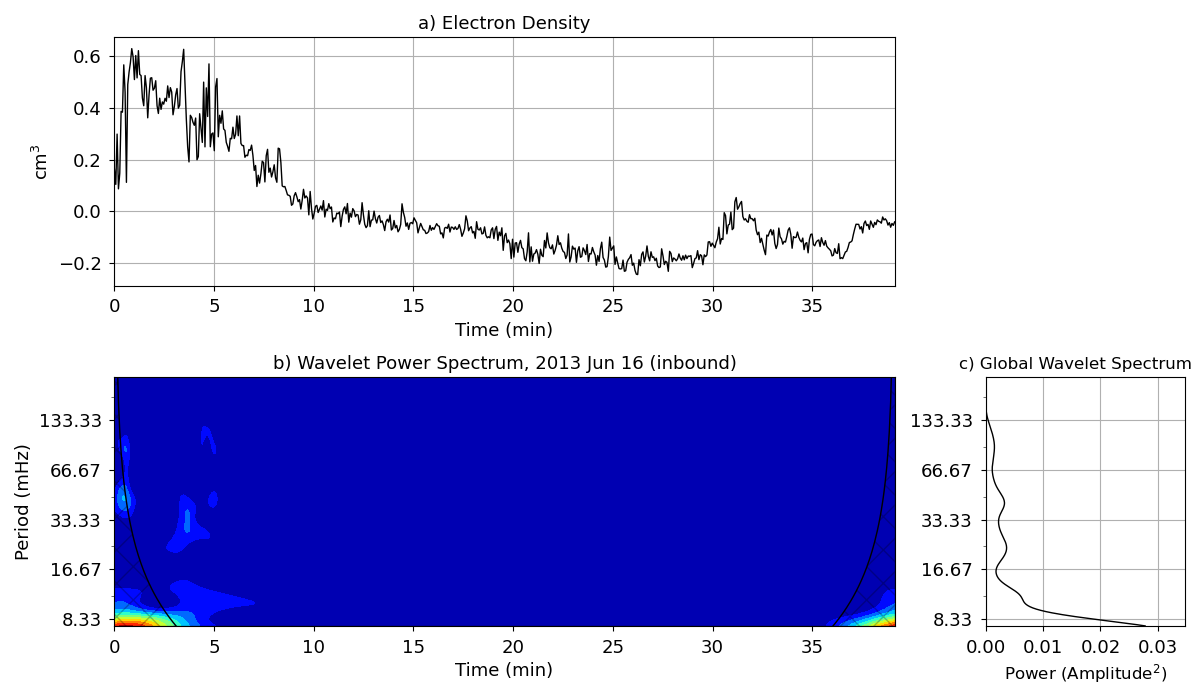 a) Electron Density
0.6
0.4
0.2
0.0
−0.2
cm³
0 5 10 15 20 25 30 35
Time (min)
b) Wavelet Power Spectrum, 2013 Jun 16 (inbound)
133.33
66.67
33.33
16.67
8.33
Period (mHz)
0 5 10 15 20 25 30 35
Time (min)
c) Global Wavelet Spectrum
133.33
66.67
33.33
16.67
8.33
0.00 0.01 0.02 0.03
Power (Amplitude²)